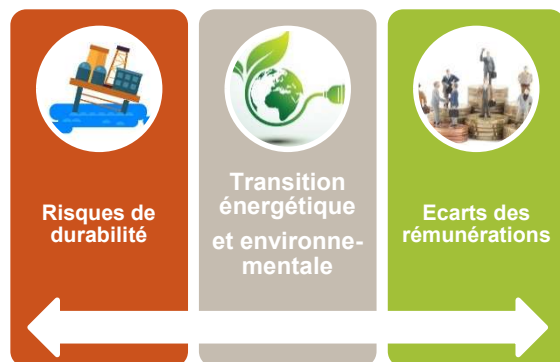 Risques de
durabilité
Transition
énergétique
et environne-
mentale
Ecarts des
rémunérations